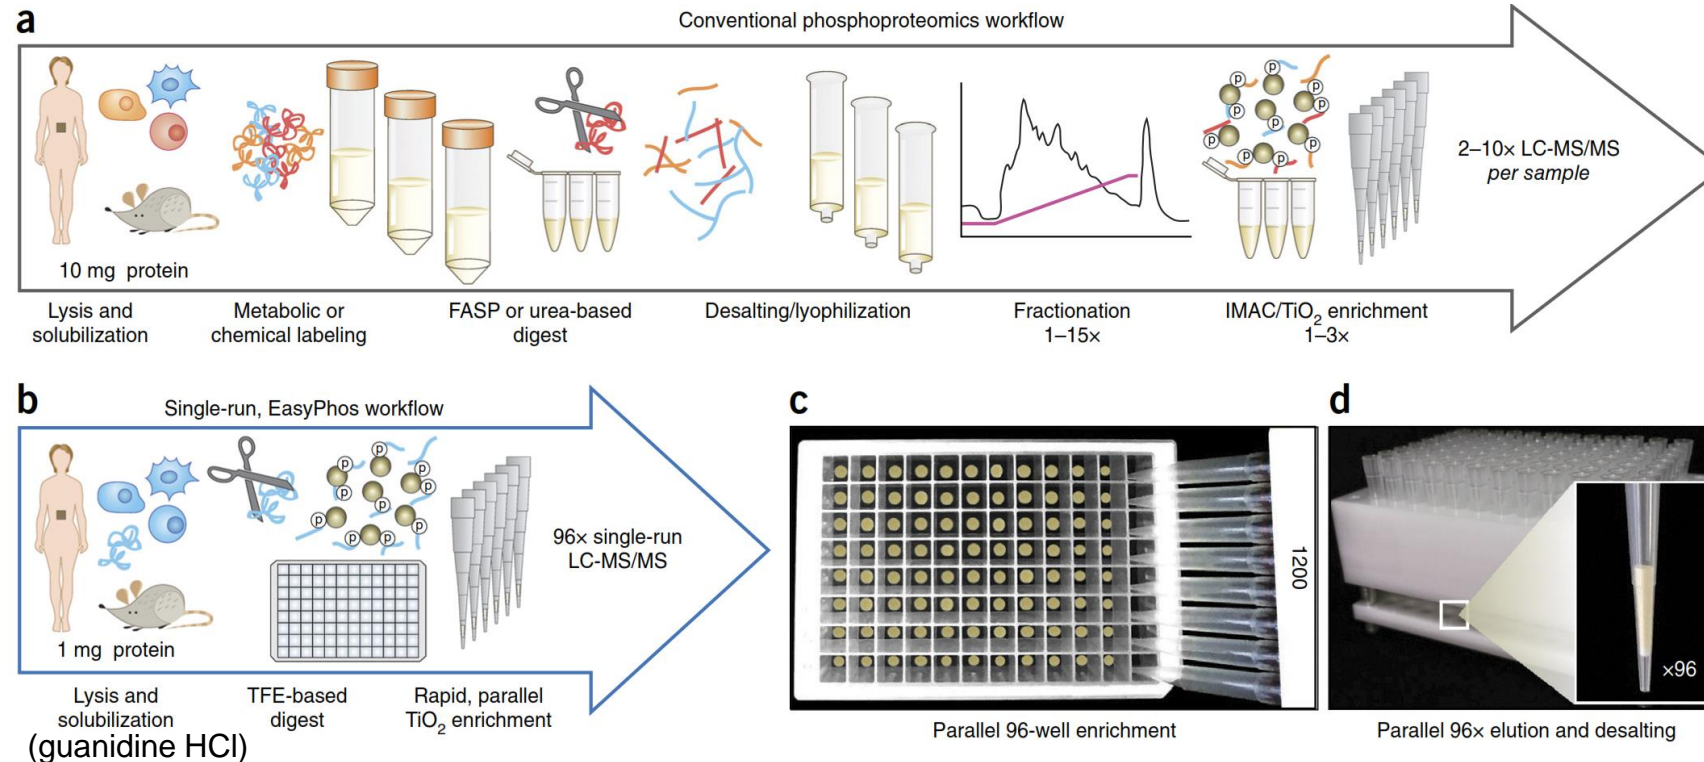 a
Conventional phosphoproteomics workflow
10 mg protein
2–10× LC-MS/MS
per sample
Lysis and
solubilization
Metabolic or
chemical labeling
FASP or urea-based
digest
Desalting/lyophilization
Fractionation
1–15×
IMAC/TiO2 enrichment
1–3×
P P P P P P P P P
b
Single-run, EasyPhos workflow
1 mg protein
P P P P P P P P P
96× single-run
LC-MS/MS
Lysis and
solubilization
(guanidine HCl)
TFE-based
digest
Rapid, parallel
TiO2 enrichment
c
1200
Parallel 96-well enrichment
d
×96
Parallel 96× elution and desalting